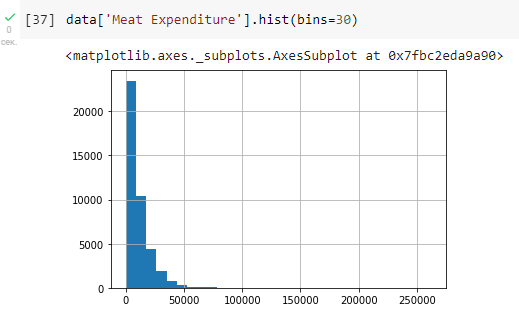 [37] data['Meat Expenditure'].hist(bins=30)
0
сек.
<matplotlib.axes._subplots.AxesSubplot at 0x7fbc2eda9a90>
20000
15000
10000
5000
0
0 50000 100000 150000 200000 250000